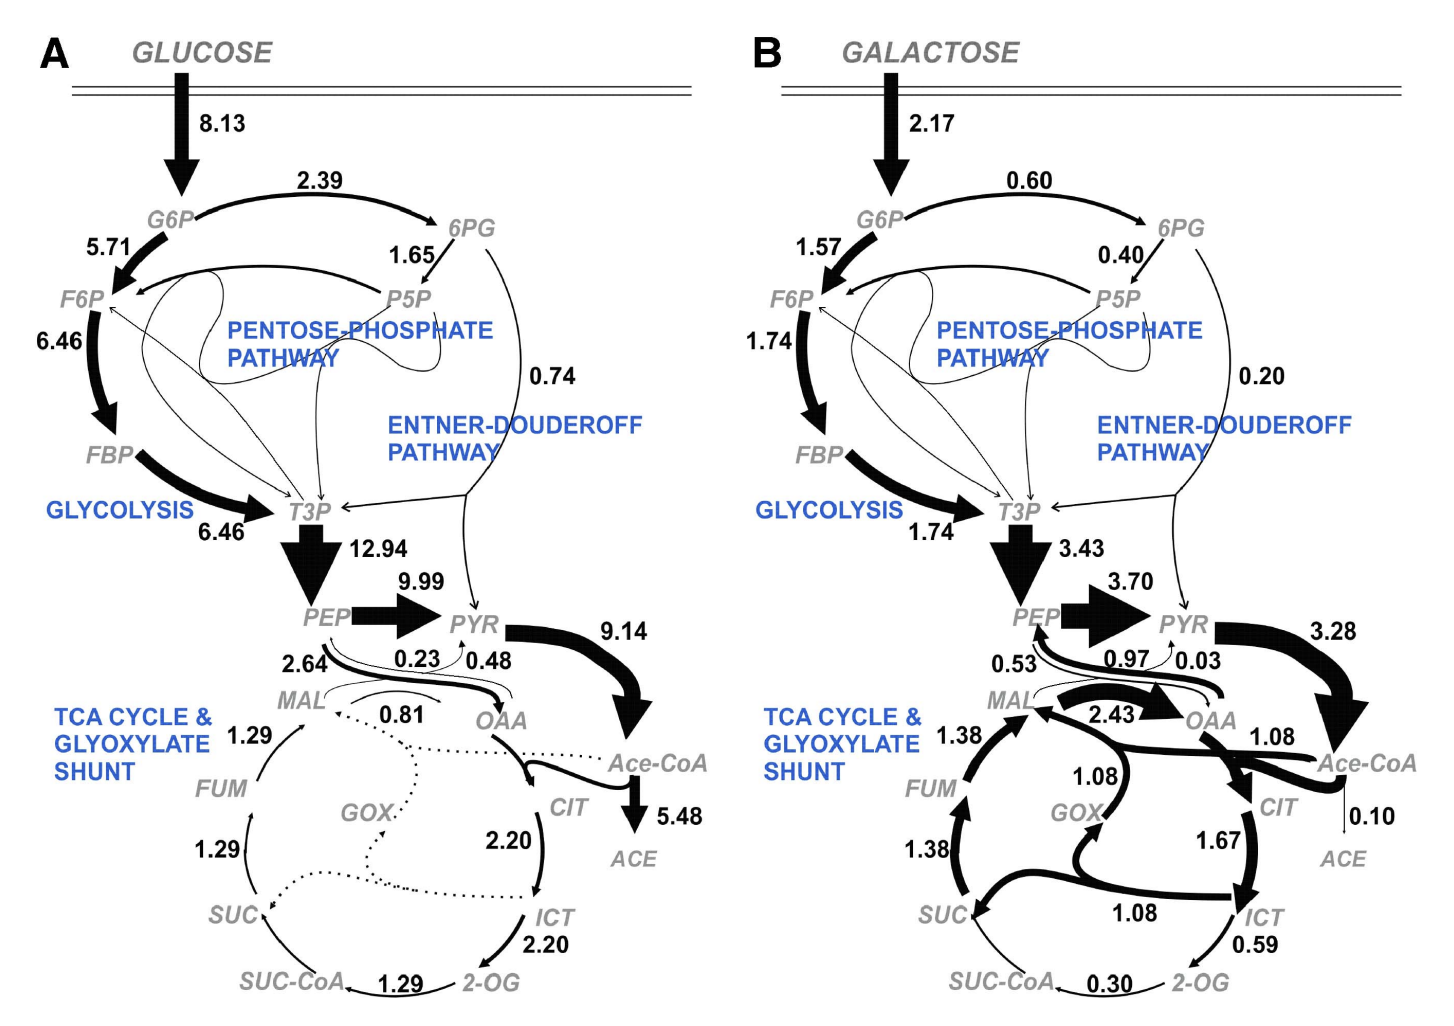 A
GLUCOSE
8.13
2.39
G6P
6PG
5.71
1.65
F6P
P5P
6.46
PENTOSE-PHOSPHATE
PATHWAY
0.74
ENTNER-DOUDEROFF
PATHWAY
FBP
GLYCOLYSIS
T3P
6.46
12.94
9.99
PEP
PYR
9.14
2.64
0.23
0.48
MAL
0.81
OAA
TCA CYCLE &
GLYOXYLATE
SHUNT
1.29
Ace-CoA
FUM
GOX
CIT
5.48
1.29
2.20
ACE
SUC
ICT
2.20
SUC-CoA
1.29
2-OG
B
GALACTOSE
2.17
0.60
G6P
6PG
1.57
0.40
F6P
P5P
1.74
PENTOSE-PHOSPHATE
PATHWAY
0.20
ENTNER-DOUDEROFF
PATHWAY
FBP
GLYCOLYSIS
T3P
1.74
3.43
3.70
PEP
PYR
3.28
0.53
0.97
0.03
MAL
2.43
OAA
TCA CYCLE &
GLYOXYLATE
SHUNT
1.38
1.08
Ace-CoA
1.08
FUM
GOX
CIT
0.10
1.38
1.67
ACE
SUC
1.08
ICT
0.59
SUC-CoA
0.30
2-OG